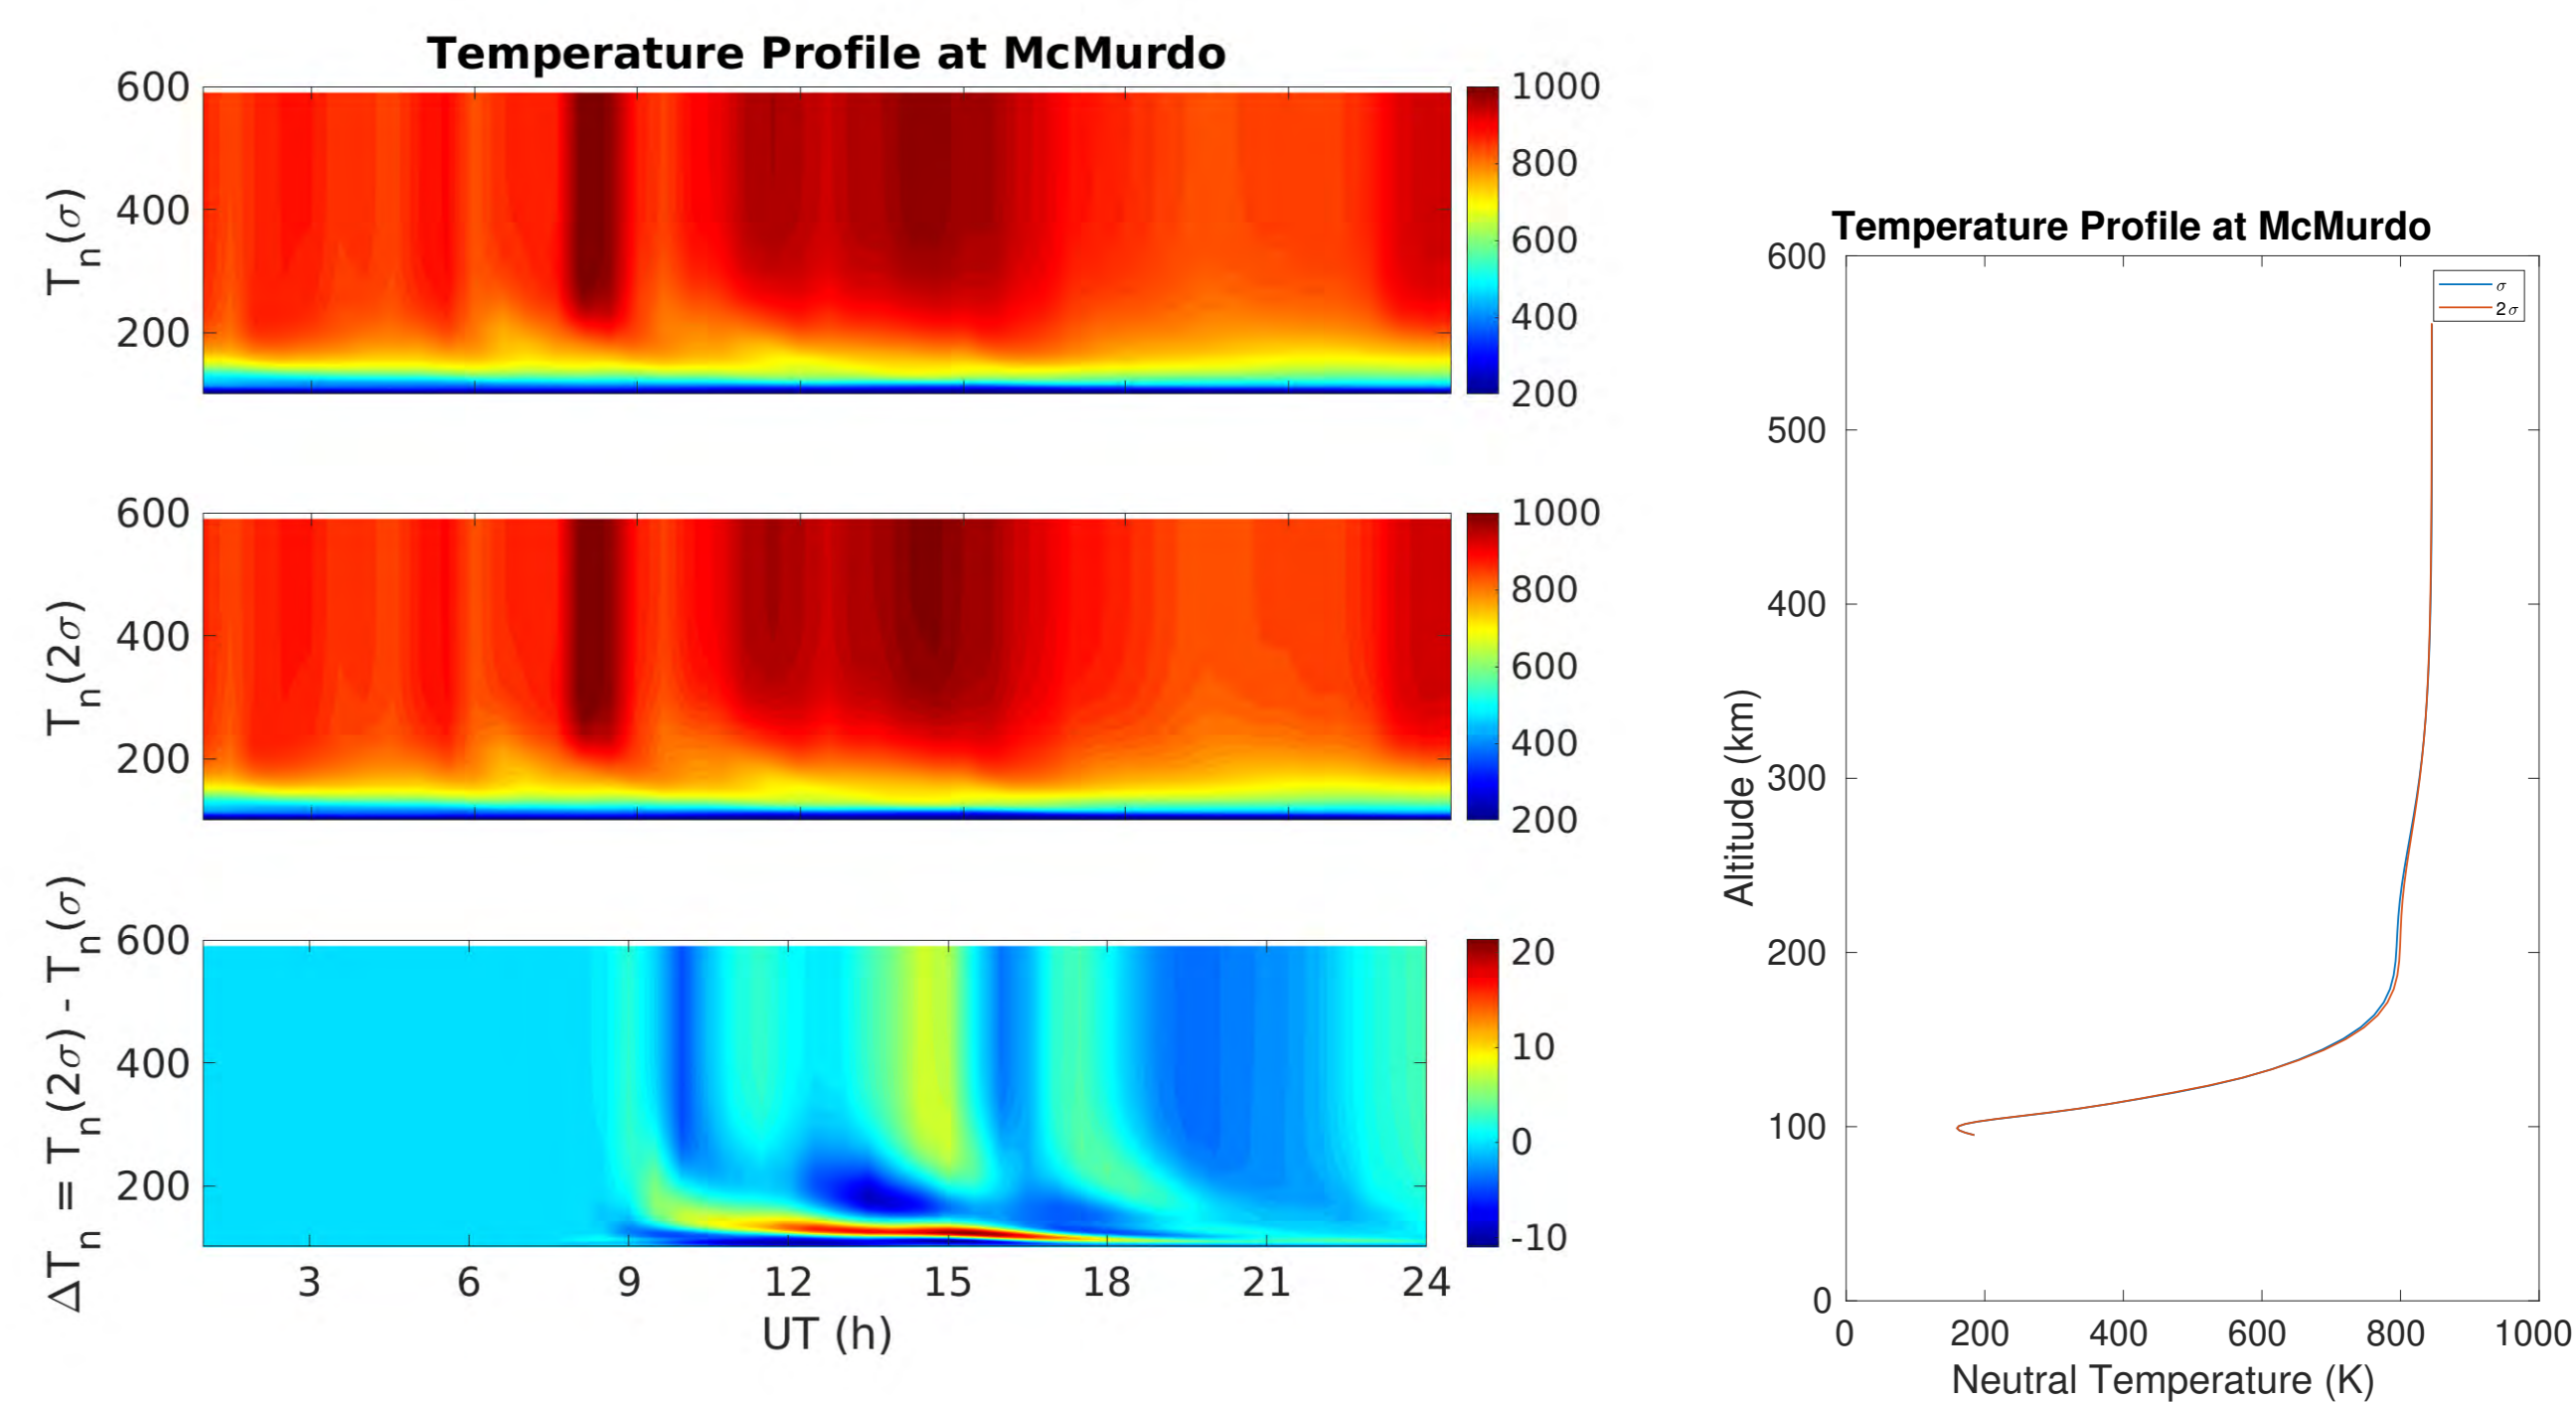 Temperature Profile at McMurdo
600
400
200
Tn(σ)
1000
800
600
400
200
600
400
200
Tn(2σ)
1000
800
600
400
200
600
400
200
ΔTn = Tn(2σ) - Tn(σ)
20
10
0
-10
3 6 9 12 15 18 21 24
UT (h)
Temperature Profile at McMurdo
σ
2σ
600
500
400
300
200
100
0
Altitude (km)
0 200 400 600 800 1000
Neutral Temperature (K)